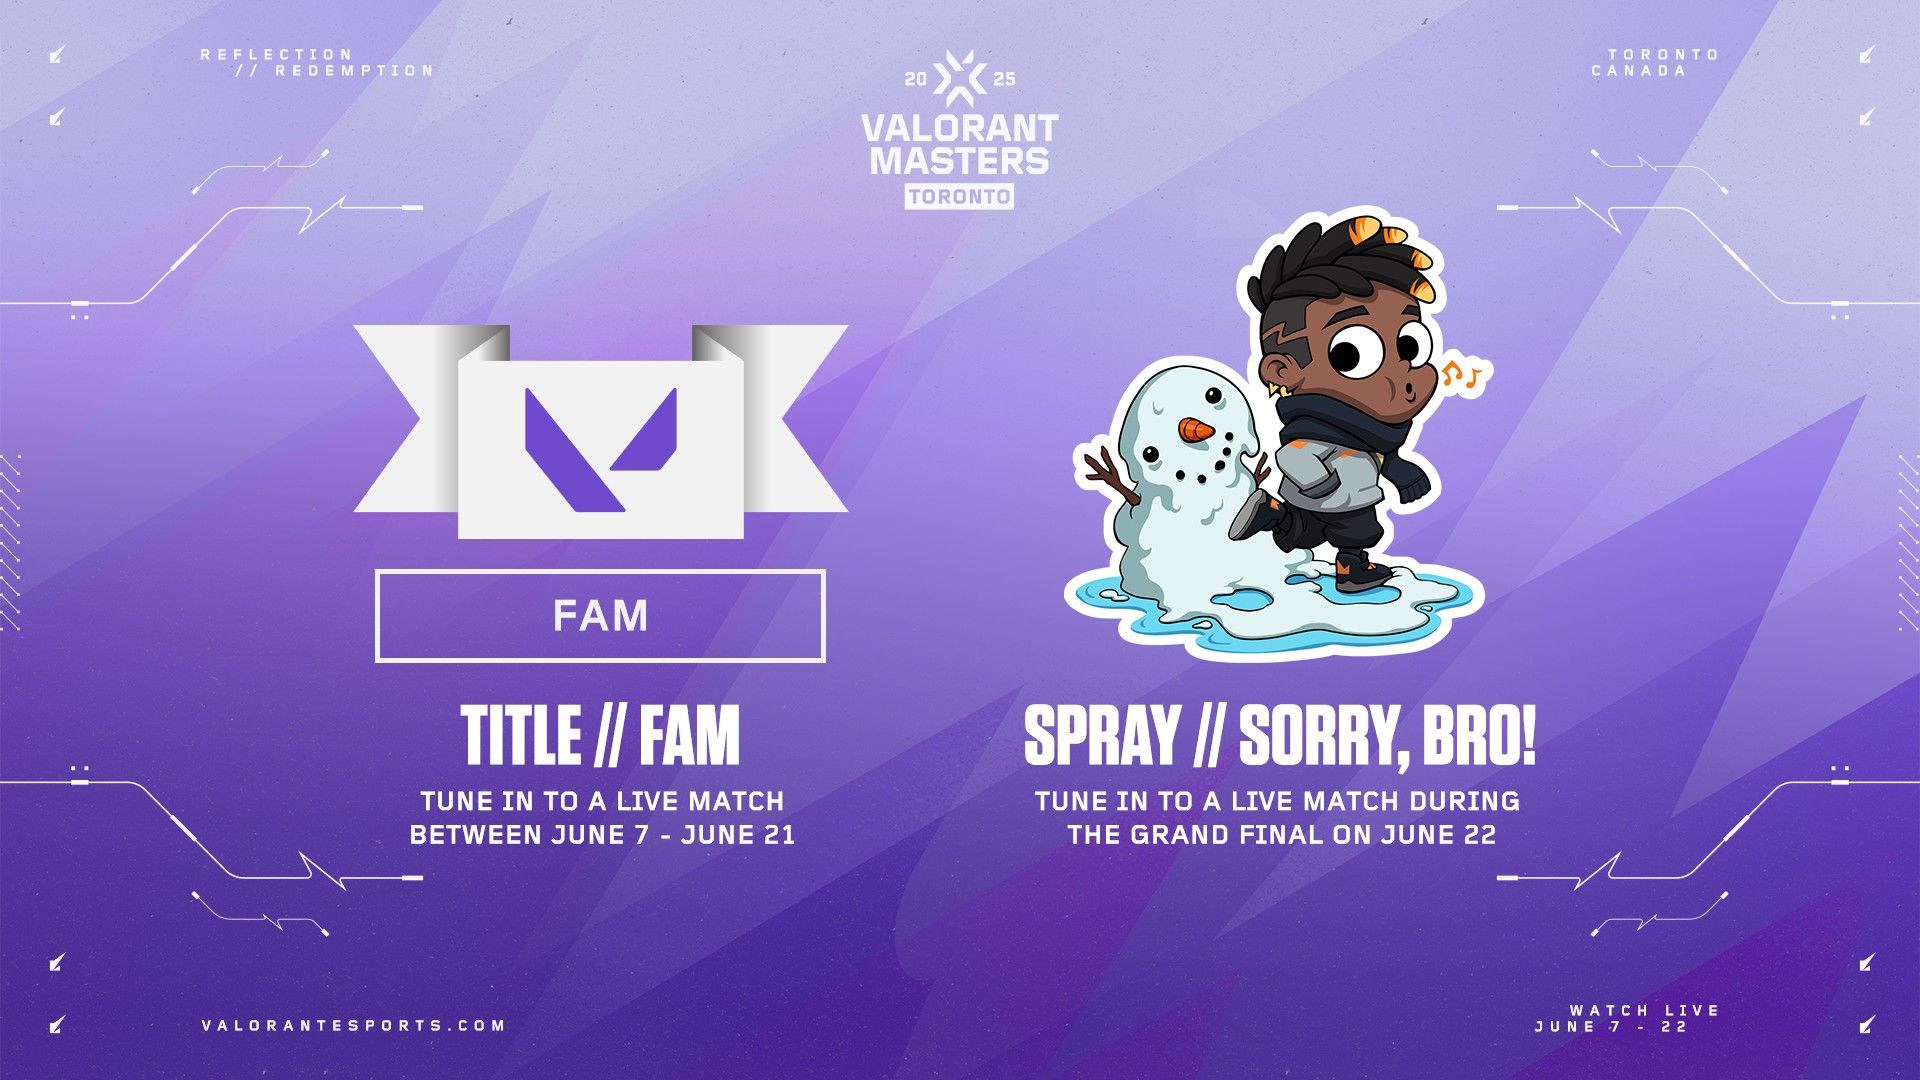 REFLECTION
// REDEMPTION
TORONTO
CANADA
20 25
VALORANT
MASTERS
TORONTO
FAM
TITLE // FAM
TUNE IN TO A LIVE MATCH
BETWEEN JUNE 7 - JUNE 21
SPRAY // SORRY, BRO!
TUNE IN TO A LIVE MATCH DURING
THE GRAND FINAL ON JUNE 22
VALORANTESPORTS.COM
WATCH LIVE
JUNE 7 - 22